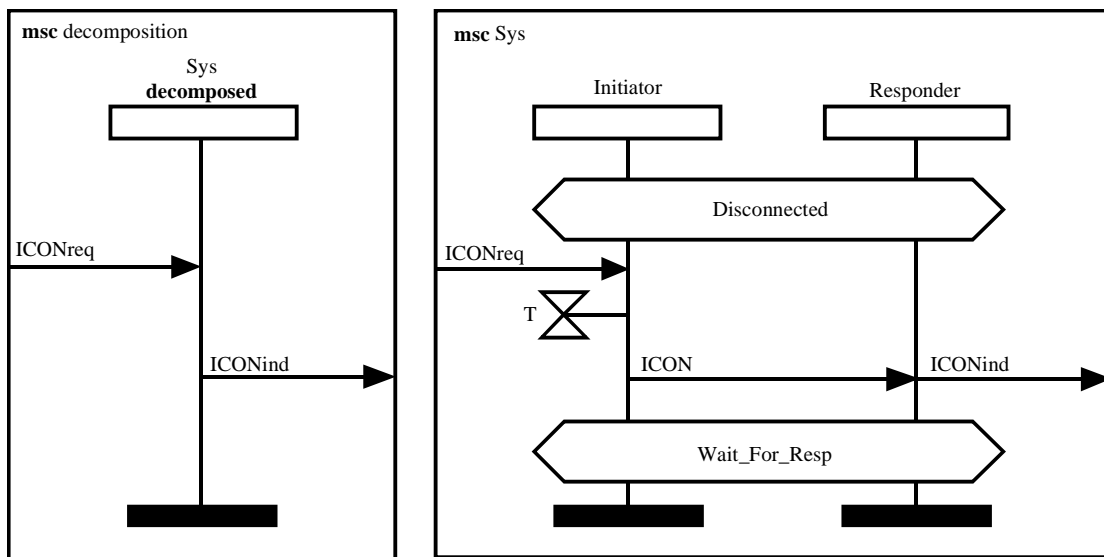 msc decomposition
Sys
decomposed
ICONreq
ICONind
msc Sys
Initiator
Responder
Disconnected
ICONreq
T
ICON
ICONind
Wait_For_Resp